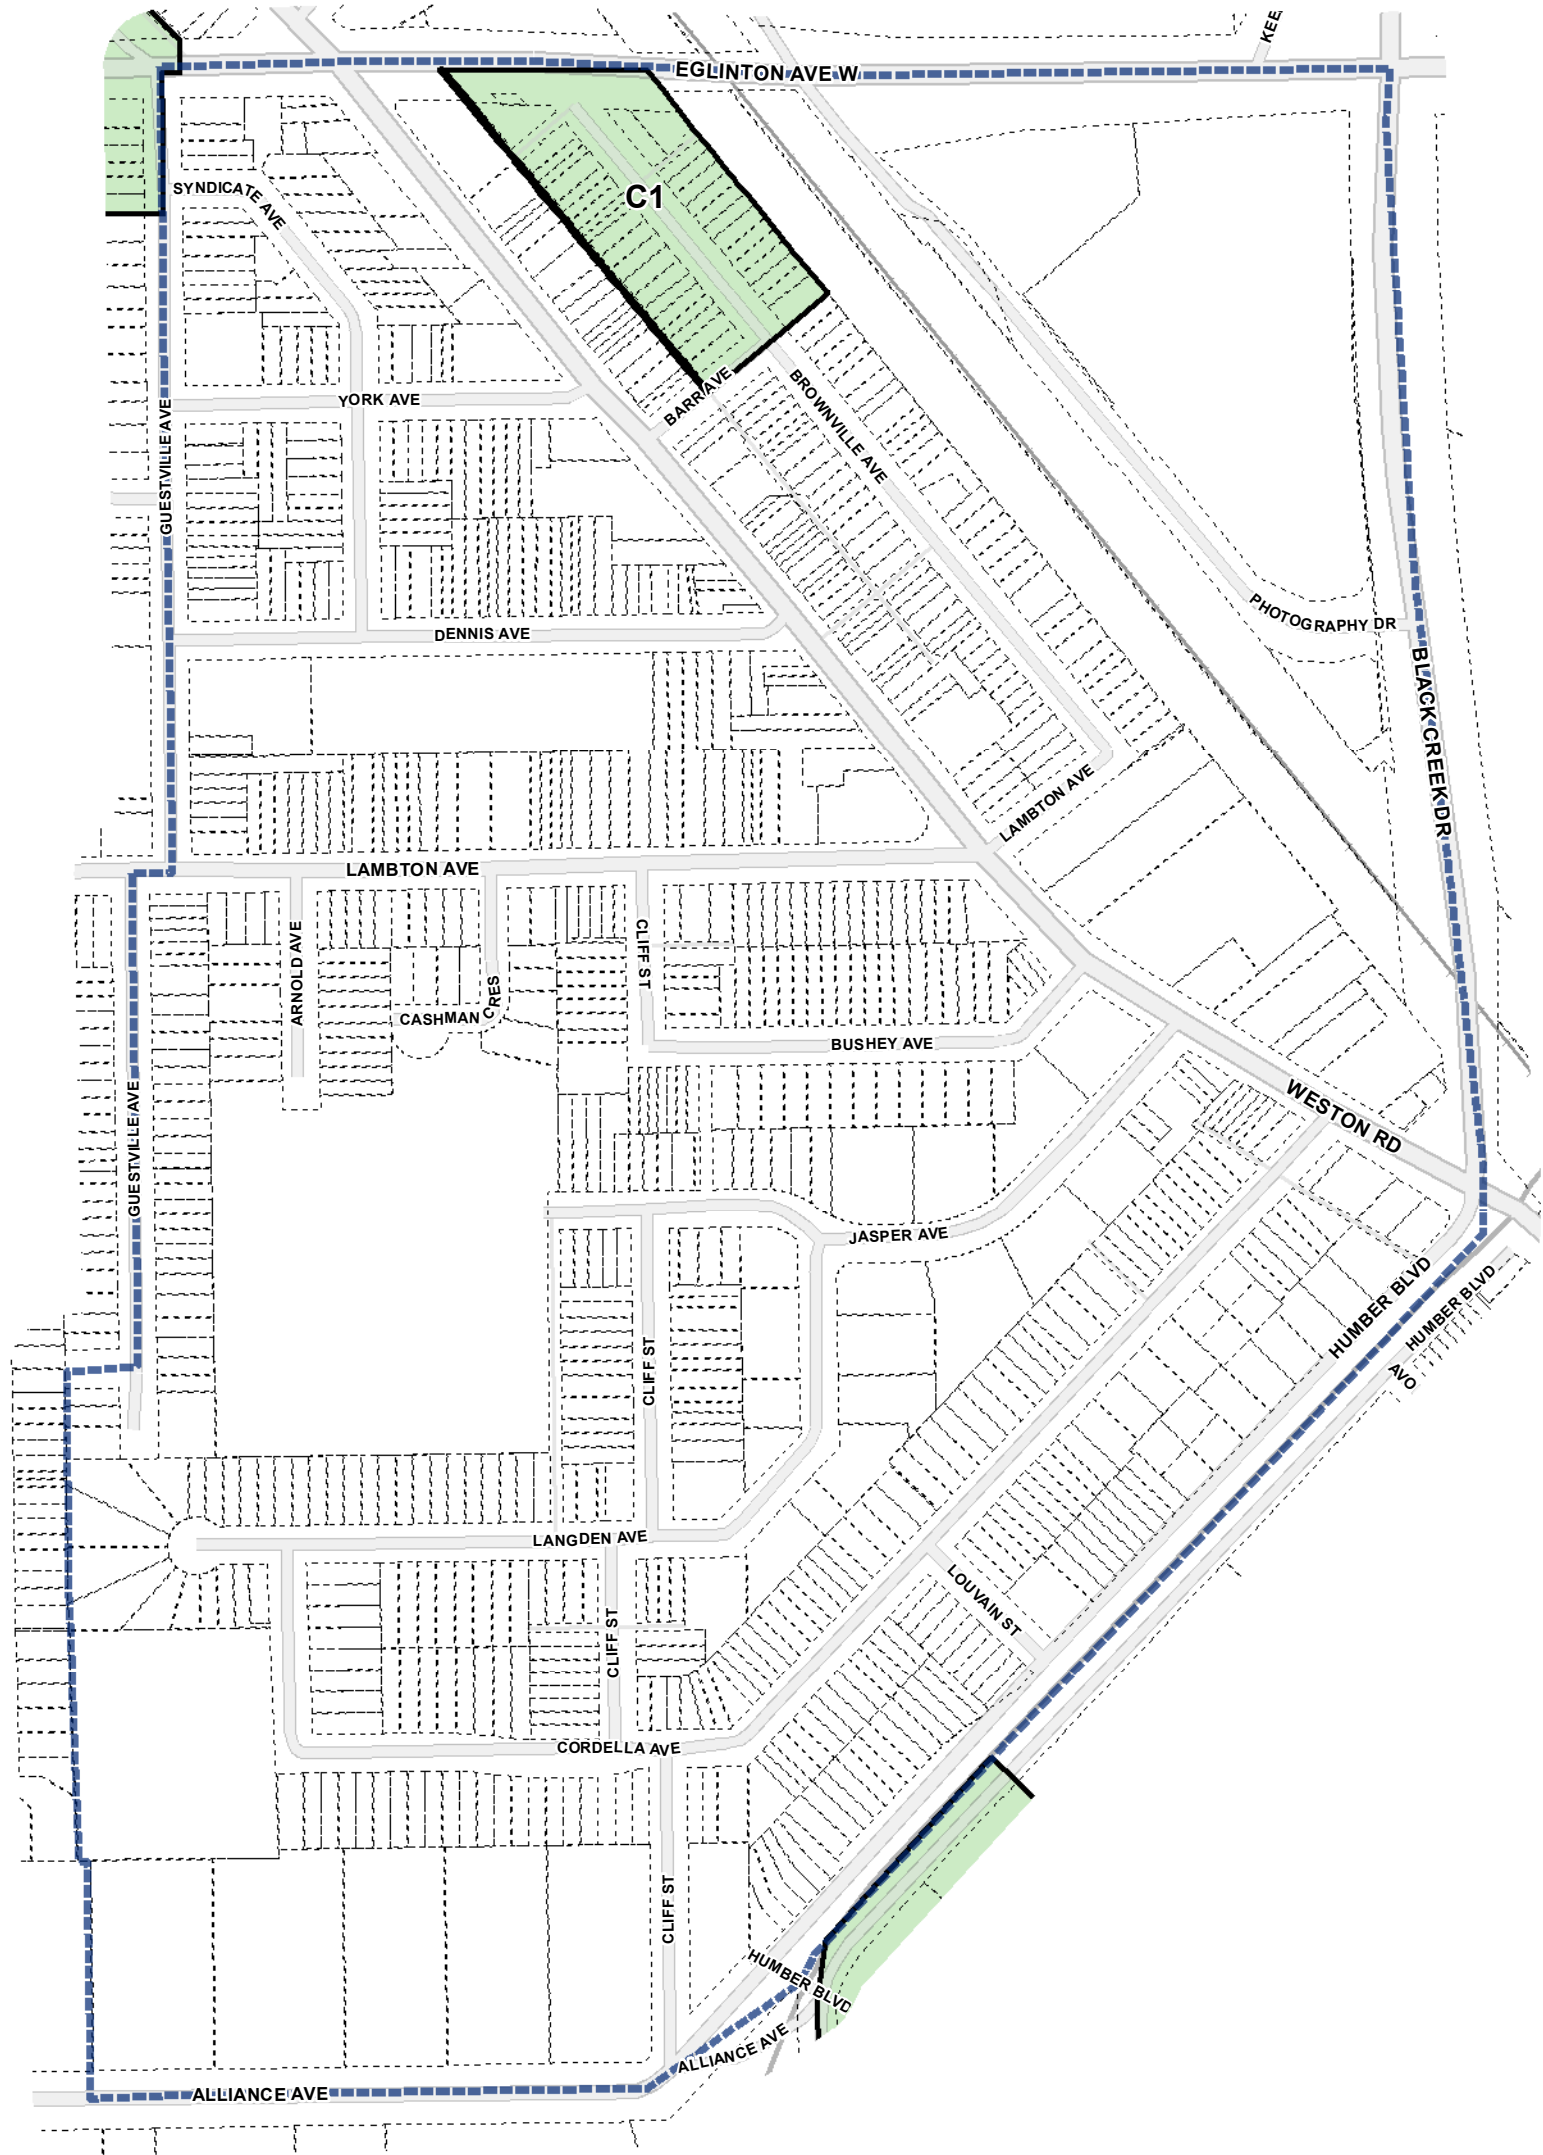 KEE
EGLINTON AVE W
SYNDICATE AVE
C1
BARR AVE
BROWNVILLE AVE
YORK AVE
GUESTVILLE AVE
PHOTOGRAPHY DR
DENNIS AVE
BLACK CREEK DR
LAMBTON AVE
LAMBTON AVE
CLIFF ST
ARNOLD AVE
CASHMAN CRES
BUSHEY AVE
WESTON RD
GUESTVILLE AVE
JASPER AVE
HUMBER BLVD
HUMBER BLVD
CLIFF ST
AVO
LANGDEN AVE
LOUVAIN ST
CLIFF ST
CORDELLA AVE
CLIFF ST
HUMBER BLVD
ALLIANCE AVE
ALLIANCE AVE